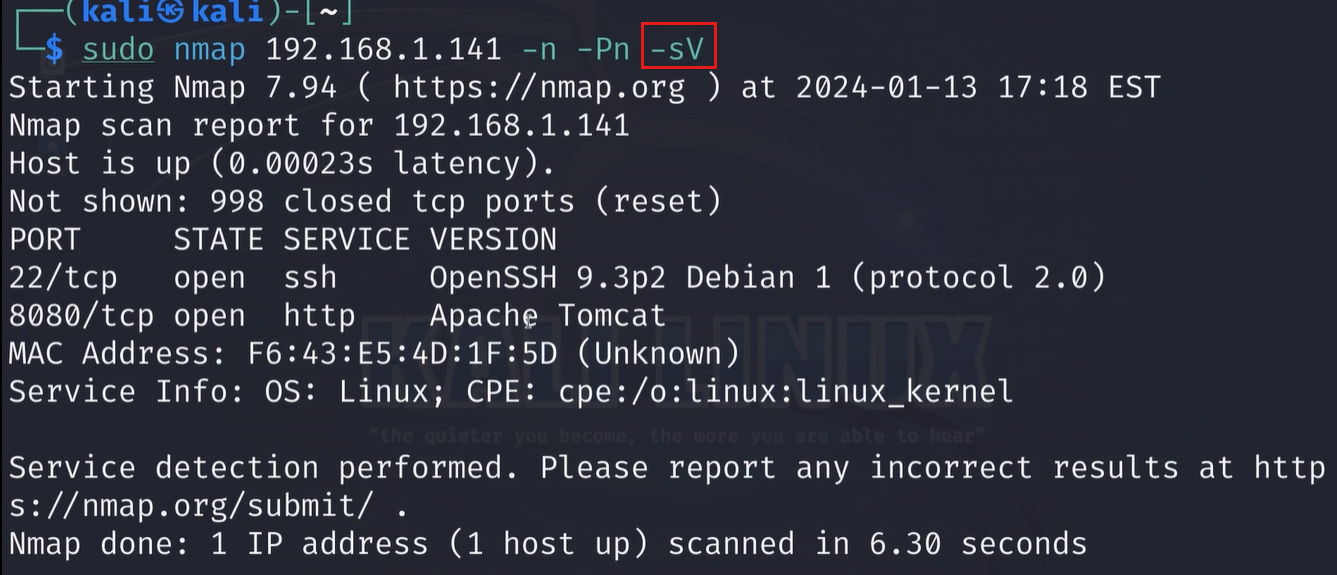 (kali㉿kali)-[~]
$ sudo nmap 192.168.1.141 -n -Pn -sV
Starting Nmap 7.94 ( https://nmap.org ) at 2024-01-13 17:18 EST
Nmap scan report for 192.168.1.141
Host is up (0.00023s latency).
Not shown: 998 closed tcp ports (reset)
PORT     STATE SERVICE VERSION
22/tcp   open  ssh     OpenSSH 9.3p2 Debian 1 (protocol 2.0)
8080/tcp open  http    Apache Tomcat
KALI LINUX
MAC Address: F6:43:E5:4D:1F:5D (Unknown)
Service Info: OS: Linux; CPE: cpe:/o:linux:linux_kernel
"the quieter you become, the more you are able to hear"
Service detection performed. Please report any incorrect results at http
s://nmap.org/submit/ .
Nmap done: 1 IP address (1 host up) scanned in 6.30 seconds